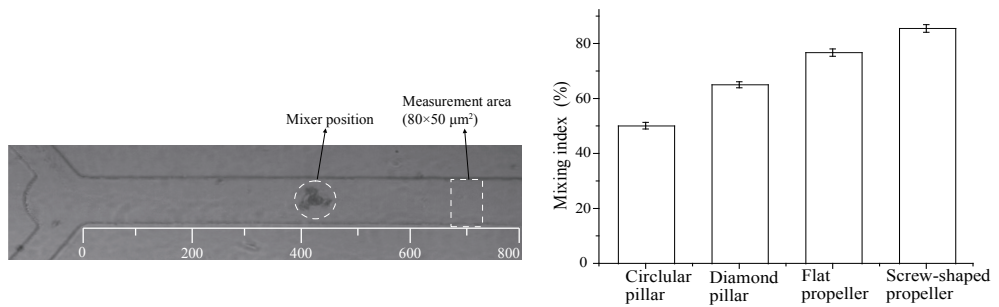 Mixer position
Measurement area
(80×50 μm²)
0
200
400
600
800
Mixing index (%)
80
60
40
20
0
Circlular
pillar
Diamond
pillar
Flat
propeller
Screw-shaped
propeller